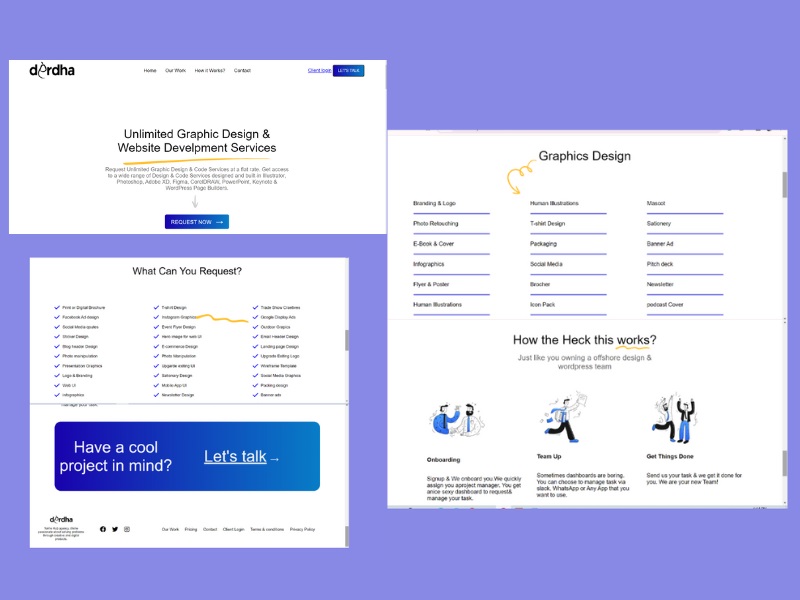 dordha
Home Our Work How it Works? Contact
Client login LET'S TALK
Unlimited Graphic Design &
Website Develpment Services
Request Unlimited Graphic Design & Code Services at a flat rate. Get access
to a wide range of Design & Code Services designed and built in Illustrator,
Photoshop, Adobe XD, Figma, CorelDRAW, PowerPoint, Keynote &
WordPress Page Builders.
REQUEST NOW →
Graphics Design
Branding & Logo Human Illustrations Mascot
Photo Retouching T-shirt Design Sationery
E-Book & Cover Packaging Banner Ad
Infographics Social Media Pitch deck
Flyer & Poster Brocher Newsletter
Human Illustrations Icon Pack podcast Cover
What Can You Request?
Print or Digital Brochure T-shirt Design Trade Show Creatives
Facebook Ad design Instagram Graphics Google Display Ads
Social Media quotes Event Flyer Design Outdoor Grapics
Sticker Design Hero image for web UI Email Header Design
Blog header Design E-commerce Design Landing page Design
Photo manupulation Photo Manipulation Upgrade Exiting Logo
Presentation Graphics Upgarde exiting UI Wireframe Template
Logo & Branding Sationary Design Social Media Graphics
Web UI Mobile App UI Packing design
Infographics Newsletter Design Banner ads
manage your task.
Have a cool
project in mind?
Let's talk→
dordha
Our Work Pricing Contact Client Login Terms & conditions Privacy Policy
How the Heck this works?
Just like you owning a offshore design &
wordpress team
Onboarding
Signup & We onboard you.We quickly
assign you aproject manager. You get
anice sexy dashboard to request&
manage your task.
Team Up
Sometimes dashboards are boring,
You can choose to manage task via
slack, WhatsApp or Any App that you
want to use.
Get Things Done
Send us your task & we get it done for
you. We are your new Team!